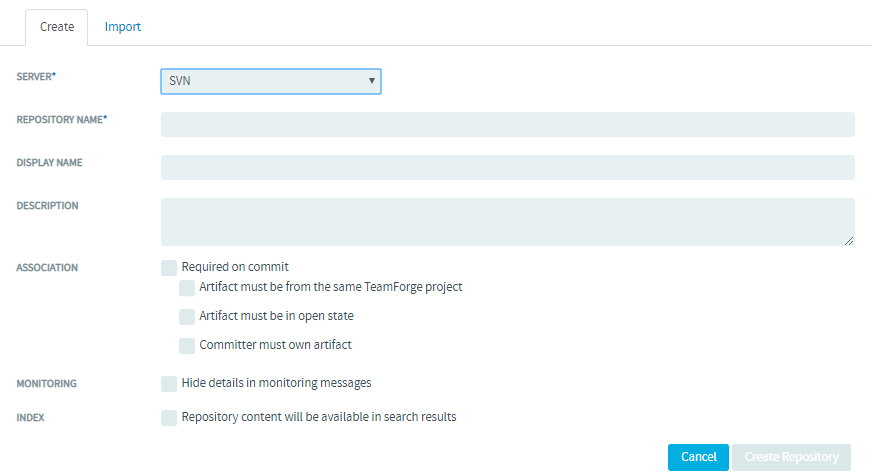 Create Import
SERVER*
SVN
REPOSITORY NAME*
DISPLAY NAME
DESCRIPTION
ASSOCIATION
Required on commit
Artifact must be from the same TeamForge project
Artifact must be in open state
Committer must own artifact
MONITORING
Hide details in monitoring messages
INDEX
Repository content will be available in search results
Cancel Create Repository